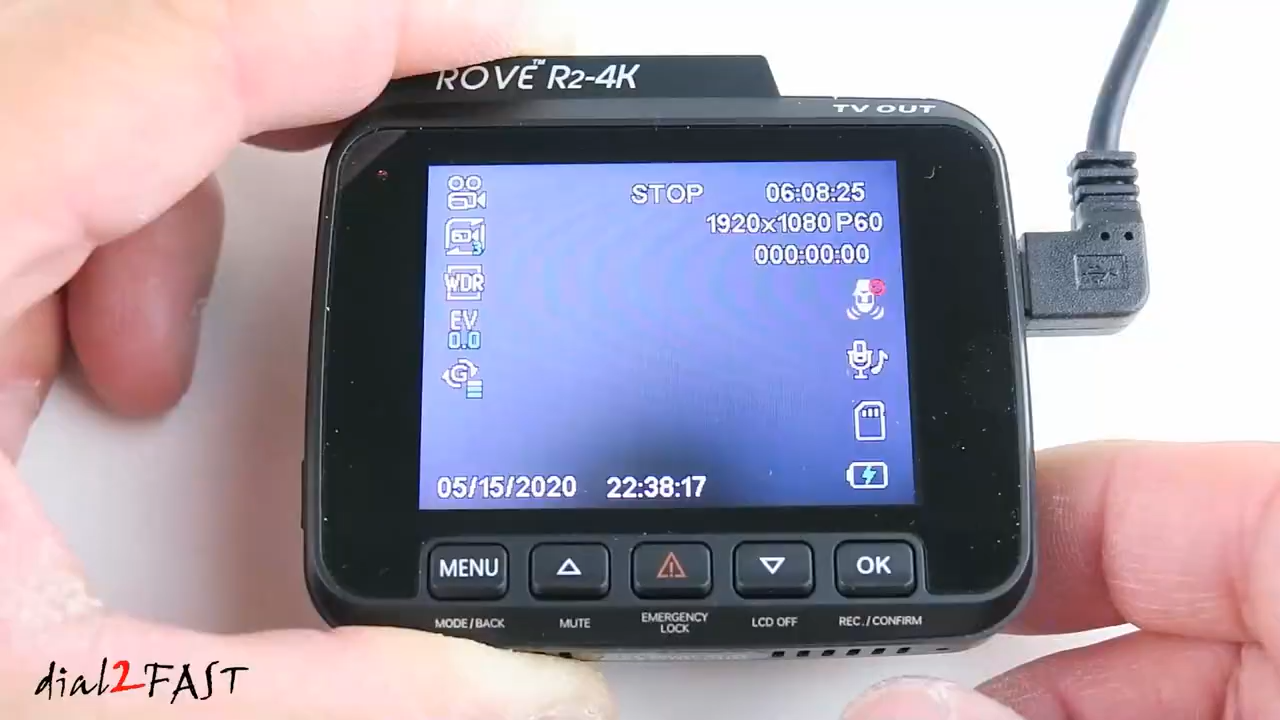 ROVE™ R2-4K
TV OUT
STOP 06:08:25
1920x1080 P60
000:00:00
3
WDR
EV
0.0
G
05/15/2020 22:38:17
MENU OK
MODE/BACK MUTE EMERGENCY LOCK LCD OFF REC./CONFIRM
dial2FAST